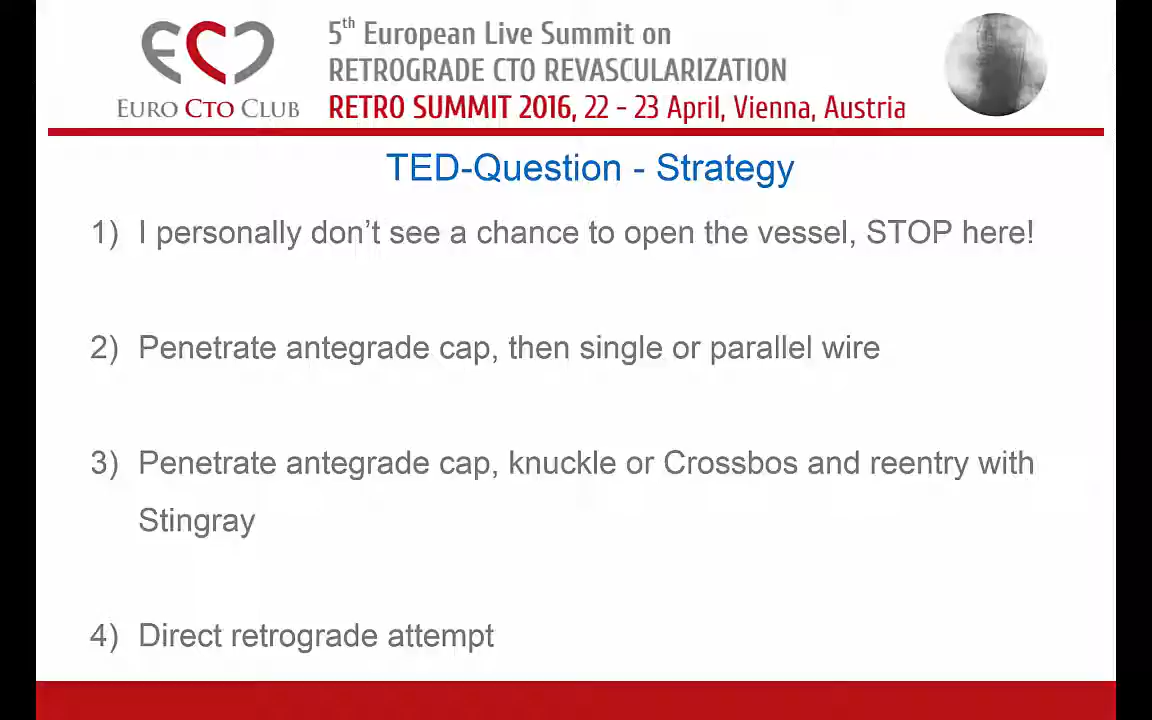 5th European Live Summit on
RETROGRADE CTO REVASCULARIZATION
EURO CTO CLUB
RETRO SUMMIT 2016, 22 - 23 April, Vienna, Austria
TED-Question - Strategy
1) I personally don't see a chance to open the vessel, STOP here!
2) Penetrate antegrade cap, then single or parallel wire
3) Penetrate antegrade cap, knuckle or Crossbos and reentry with
Stingray
4) Direct retrograde attempt